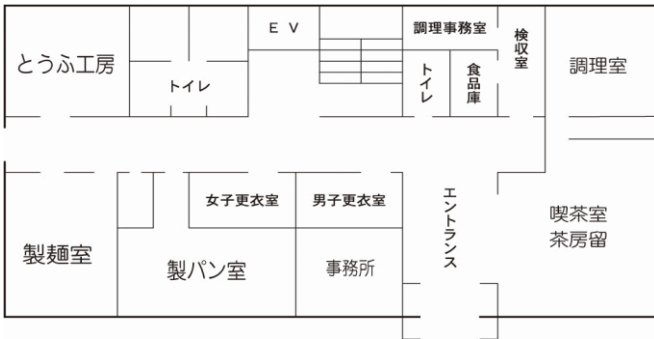 とうふ工房
トイレ
ＥＶ
調理事務室
トイレ
食品庫
検収室
調理室
製麺室
製パン室
女子更衣室
男子更衣室
事務所
エントランス
喫茶室
茶房留